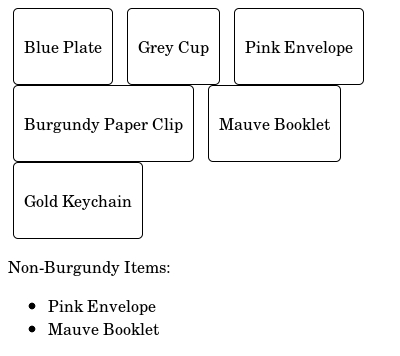 Blue Plate Grey Cup Pink Envelope
Burgundy Paper Clip Mauve Booklet
Gold Keychain
Non-Burgundy Items:
• Pink Envelope
• Mauve Booklet